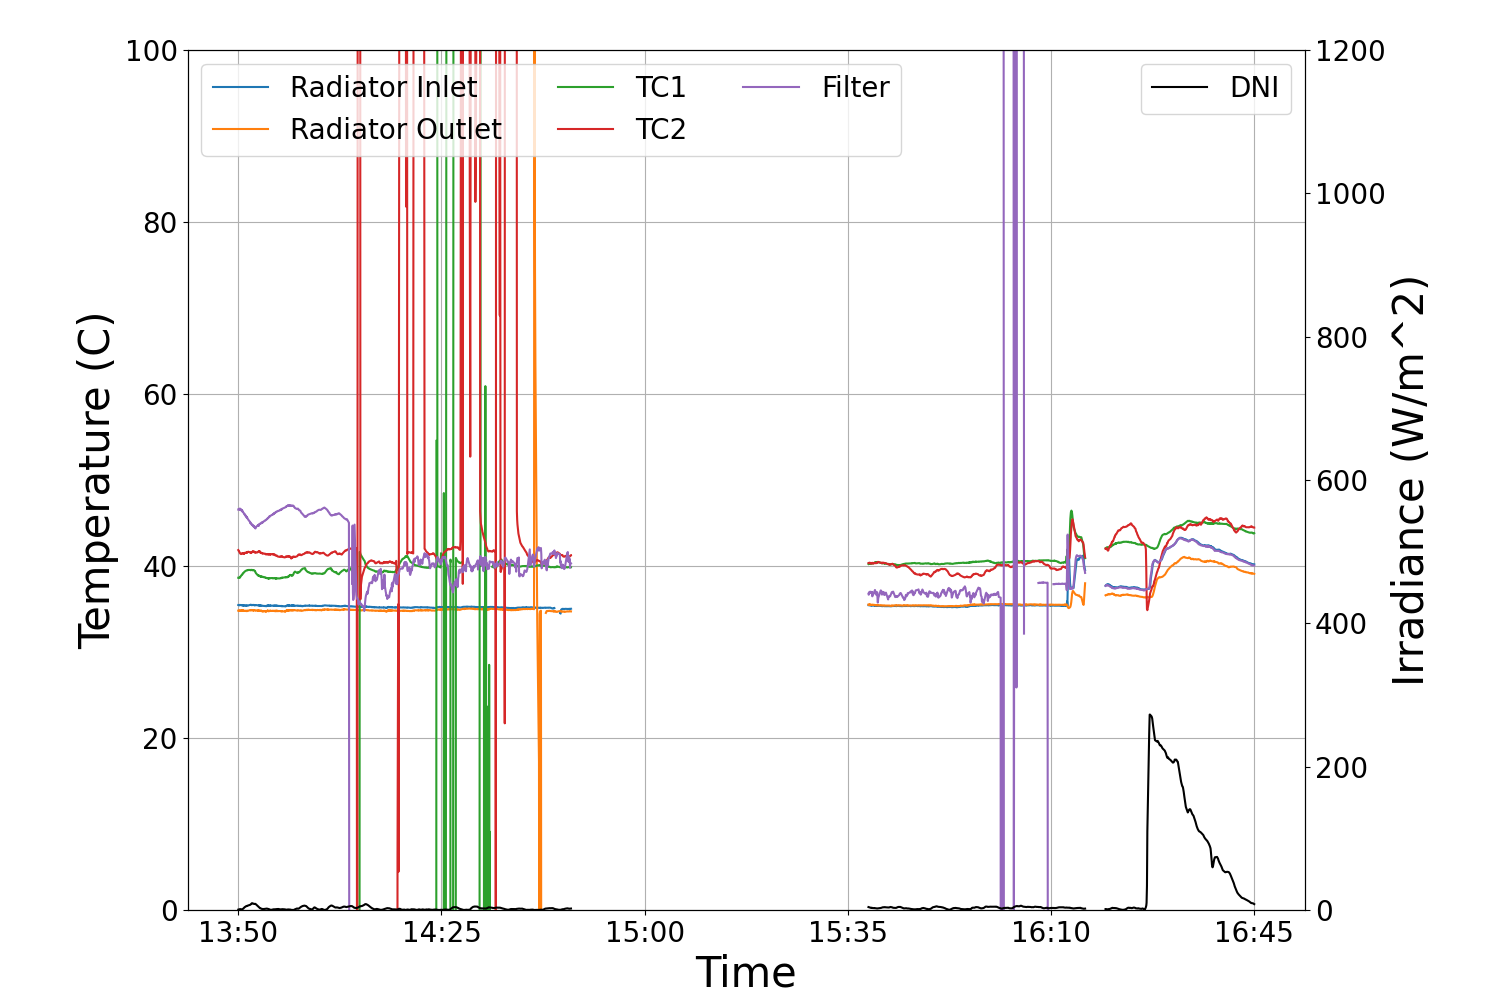 100
80
60
40
20
0
Temperature (C)
Radiator Inlet
Radiator Outlet
TC1
TC2
Filter
DNI
1200
1000
800
600
400
200
0
Irradiance (W/m^2)
13:50 14:25 15:00 15:35 16:10 16:45
Time